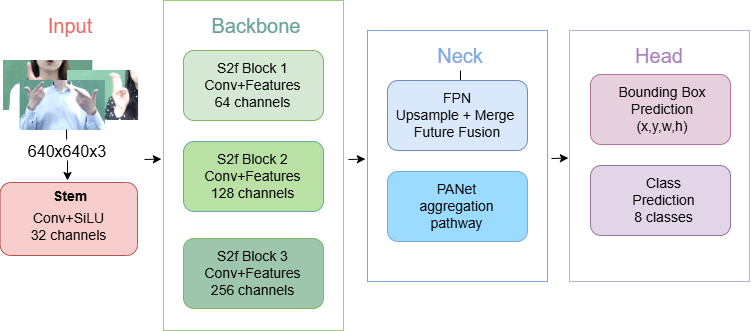 Input
640x640x3
Stem
Conv+SiLU
32 channels
Backbone
S2f Block 1
Conv+Features
64 channels
S2f Block 2
Conv+Features
128 channels
S2f Block 3
Conv+Features
256 channels
Neck
FPN
Upsample + Merge
Future Fusion
PANet
aggregation
pathway
Head
Bounding Box
Prediction
(x,y,w,h)
Class
Prediction
8 classes